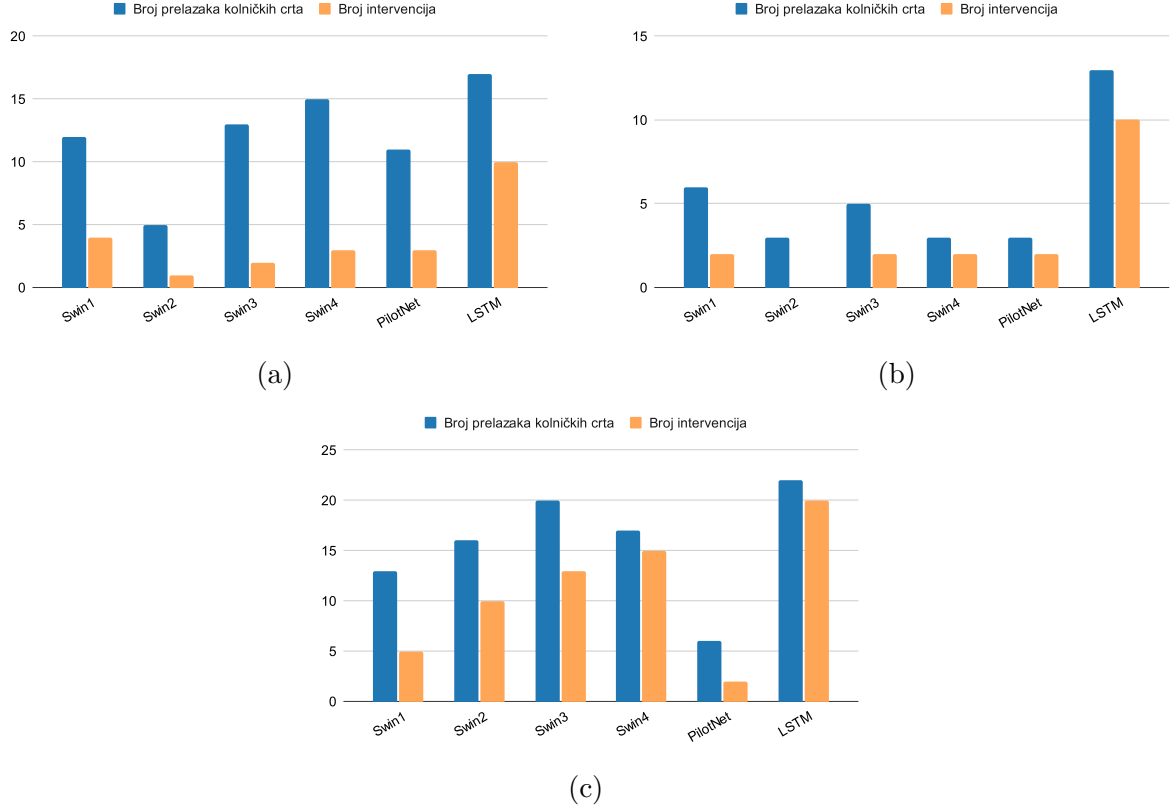 Broj prelazaka kolničkih crta Broj intervencija
20
15
10
5
0
Swin1 Swin2 Swin3 Swin4 PilotNet LSTM
(a)
Broj prelazaka kolničkih crta Broj intervencija
15
10
5
0
Swin1 Swin2 Swin3 Swin4 PilotNet LSTM
(b)
Broj prelazaka kolničkih crta Broj intervencija
25
20
15
10
5
0
Swin1 Swin2 Swin3 Swin4 PilotNet LSTM
(c)